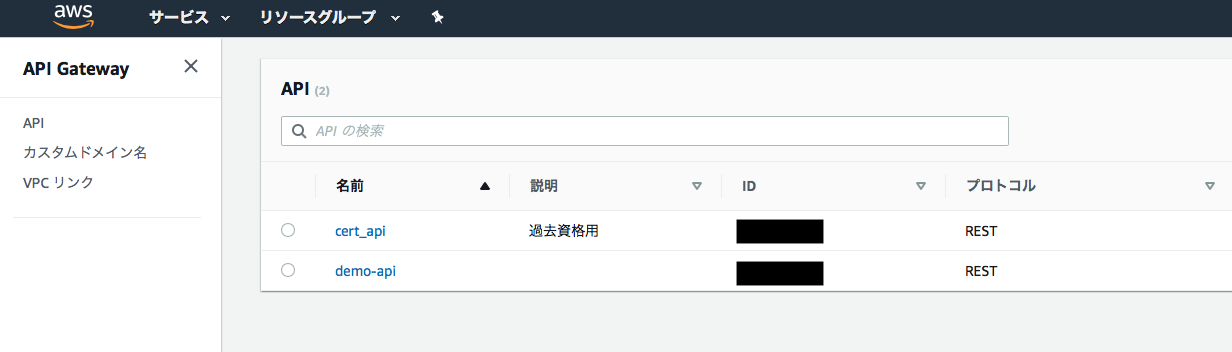 aws サービス リソースグループ
API Gateway
API
カスタムドメイン名
VPC リンク
API (2)
API の検索
名前 説明 ID プロトコル
cert_api 過去資格用 REST
demo-api REST